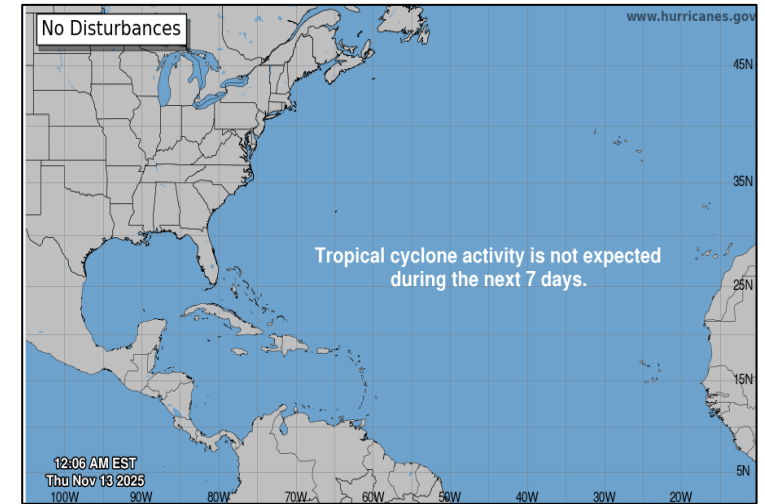 www.hurricanes.gov
No Disturbances
45N
35N
Tropical cyclone activity is not expected
during the next 7 days.
25N
15N
12:06 AM EST
Thu Nov 13 2025
5N
100W 90W 80W 70W 60W 50W 40W 30W 20W